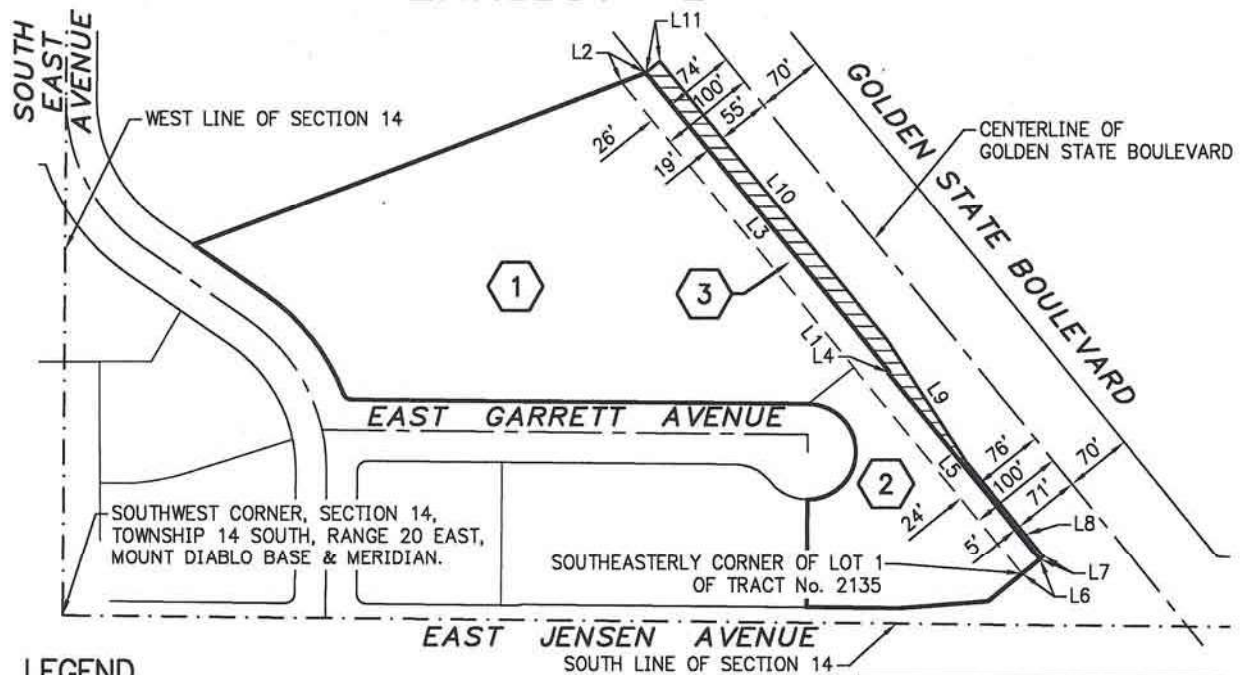 SOUTH
EAST
AVENUE
WEST LINE OF SECTION 14
L2
L11
74'
100'
55'
70'
26'
19'
GOLDEN STATE BOULEVARD
CENTERLINE OF
GOLDEN STATE BOULEVARD
L10
L3
1
3
L1
L4
L9
EAST GARRETT AVENUE
L5
76'
100'
71'
70'
2
24'
5'
L8
L7
L6
SOUTHWEST CORNER, SECTION 14,
TOWNSHIP 14 SOUTH, RANGE 20 EAST,
MOUNT DIABLO BASE & MERIDIAN.
SOUTHEASTERLY CORNER OF LOT 1
OF TRACT No. 2135
EAST JENSEN AVENUE
SOUTH LINE OF SECTION 14
LEGEND